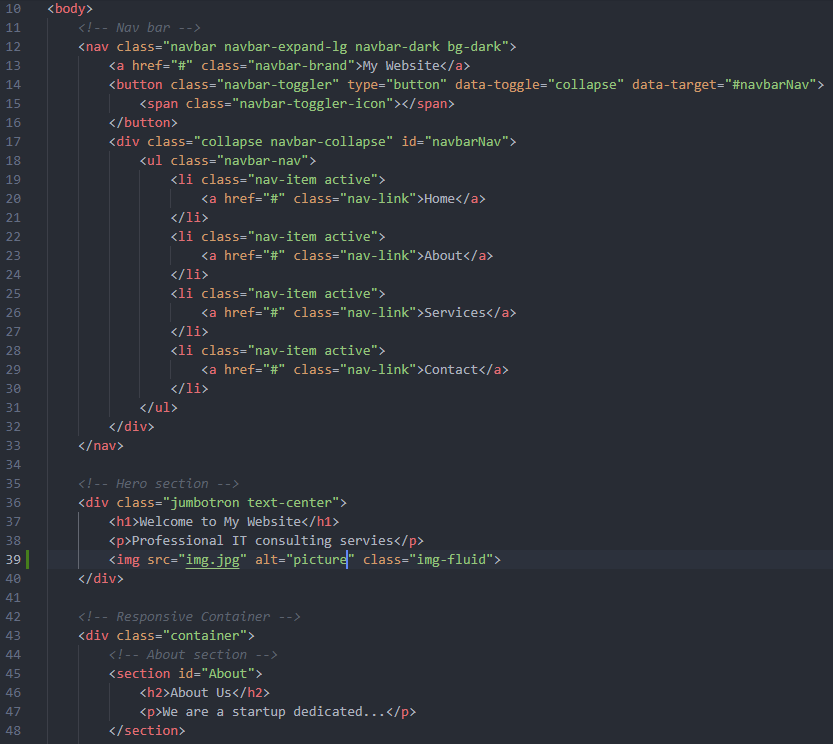 10 <body>
11 <!-- Nav bar -->
12 <nav class="navbar navbar-expand-lg navbar-dark bg-dark">
13 <a href="#" class="navbar-brand">My Website</a>
14 <button class="navbar-toggler" type="button" data-toggle="collapse" data-target="#navbarNav">
15 <span class="navbar-toggler-icon"></span>
16 </button>
17 <div class="collapse navbar-collapse" id="navbarNav">
18 <ul class="navbar-nav">
19 <li class="nav-item active">
20 <a href="#" class="nav-link">Home</a>
21 </li>
22 <li class="nav-item active">
23 <a href="#" class="nav-link">About</a>
24 </li>
25 <li class="nav-item active">
26 <a href="#" class="nav-link">Services</a>
27 </li>
28 <li class="nav-item active">
29 <a href="#" class="nav-link">Contact</a>
30 </li>
31 </ul>
32 </div>
33 </nav>
34
35 <!-- Hero section -->
36 <div class="jumbotron text-center">
37 <h1>Welcome to My Website</h1>
38 <p>Professional IT consulting servies</p>
39 <img src="img.jpg" alt="picture" class="img-fluid">
40 </div>
41
42 <!-- Responsive Container -->
43 <div class="container">
44 <!-- About section -->
45 <section id="About">
46 <h2>About Us</h2>
47 <p>We are a startup dedicated...</p>
48 </section>